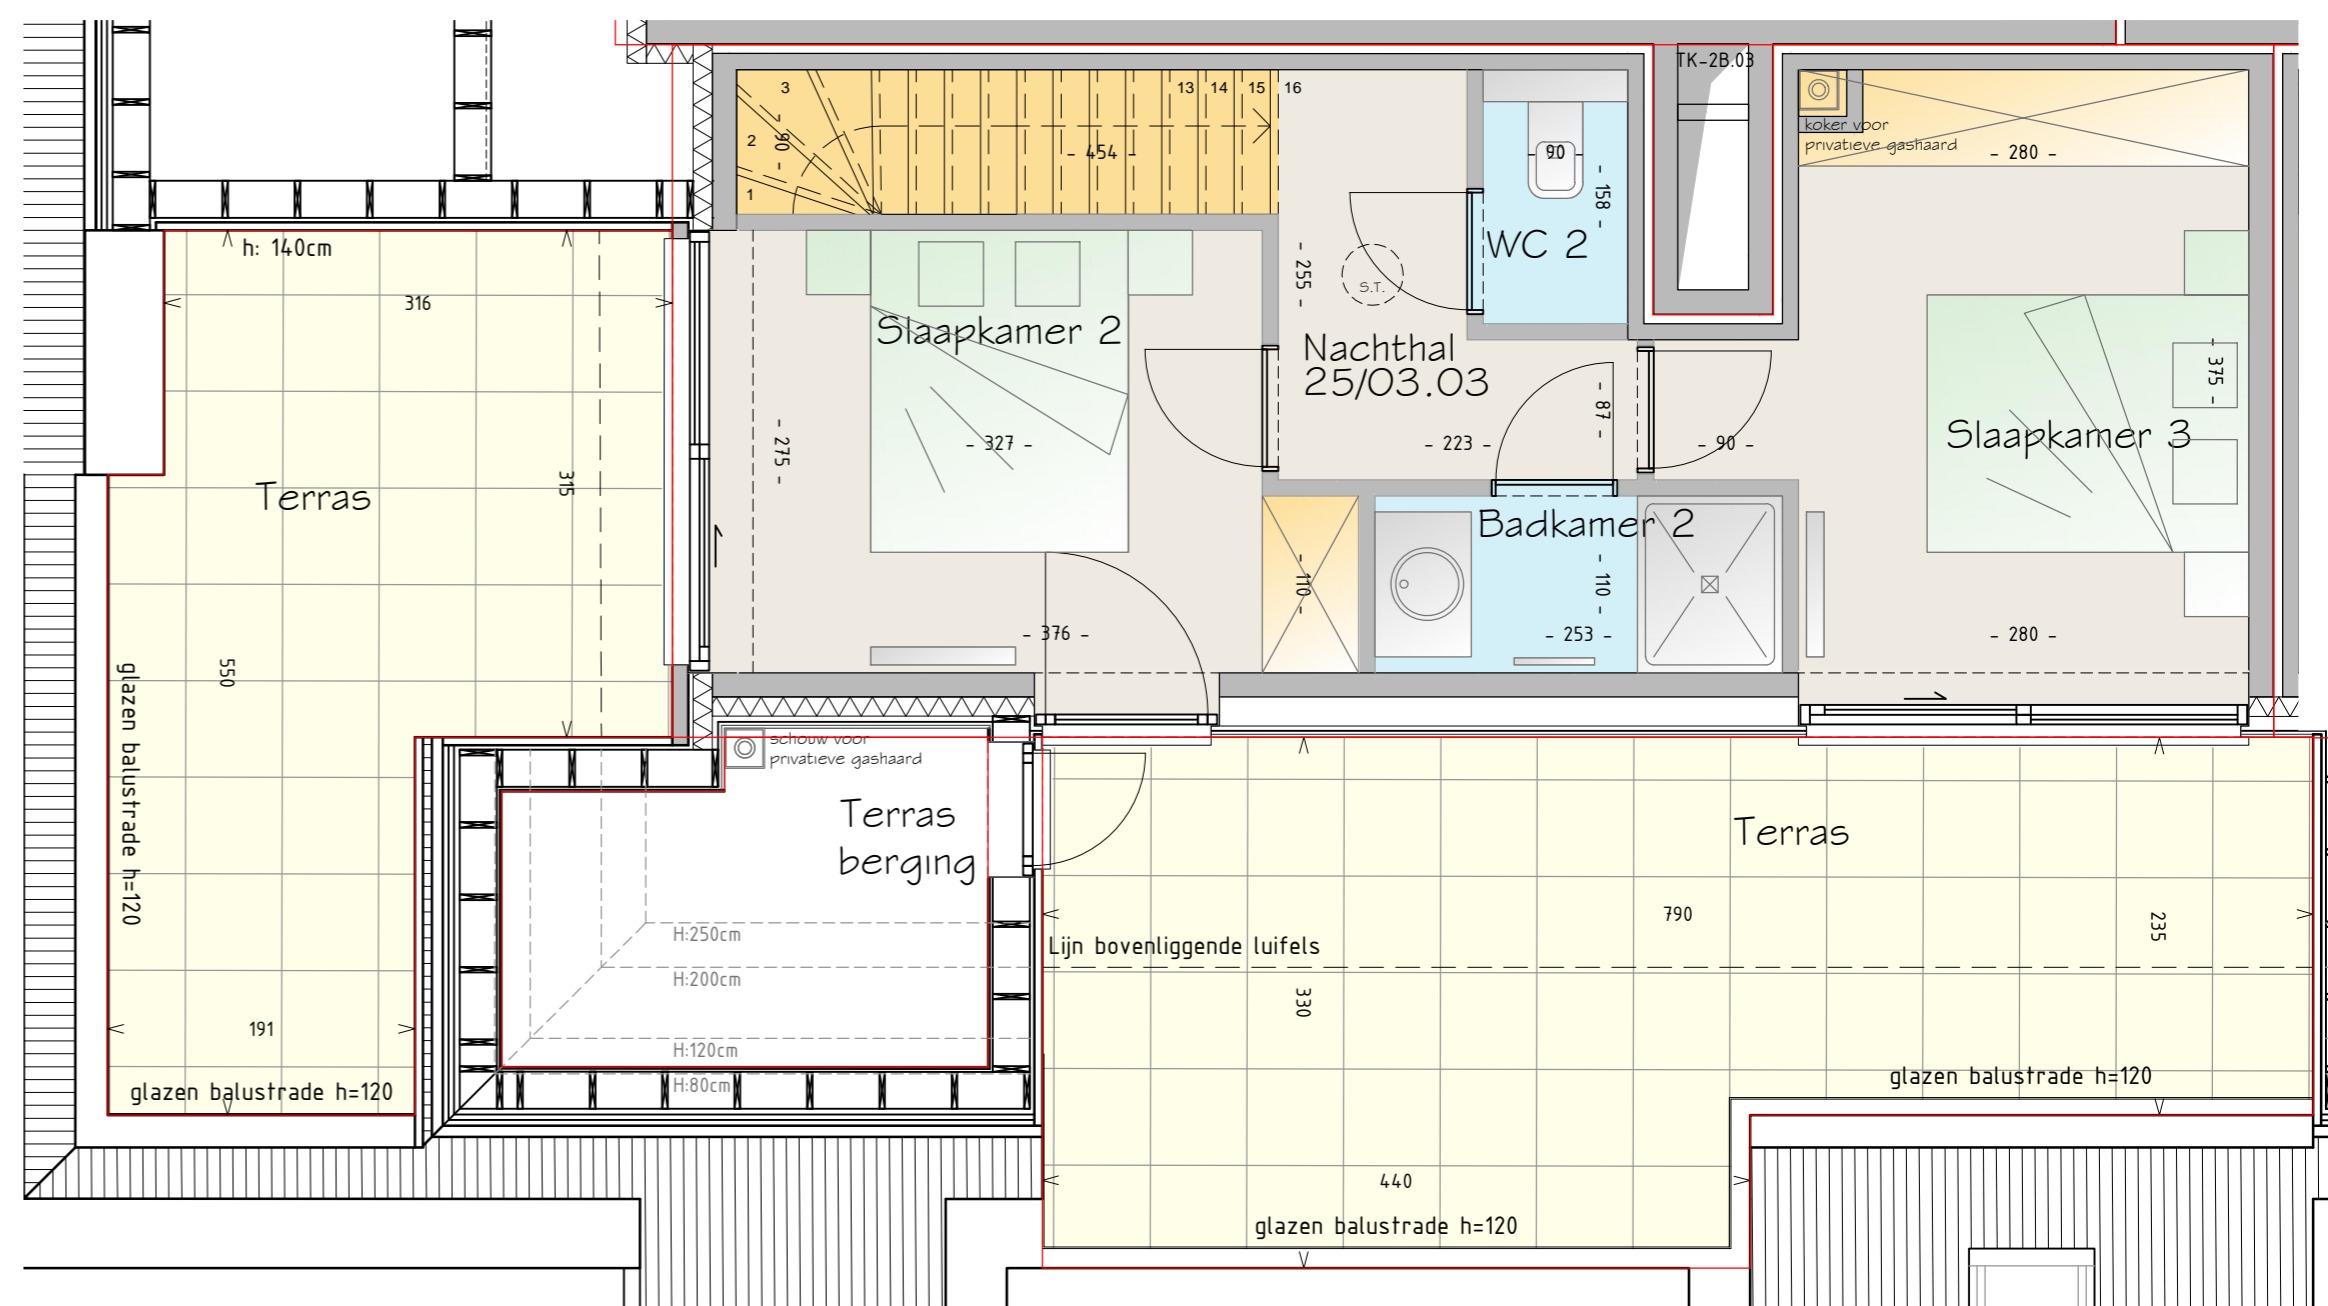 TK-2B.03
3
13
14
15
16
2
- 90 -
1
- 454 -
- 90 -
- 158 -
koker voor
privatieve gashaard
- 280 -
h: 140cm
WC 2
- 255 -
S.T.
316
Slaapkamer 2
Nachthal
25/03.03
- 375 -
- 87 -
- 327 -
- 223 -
- 90 -
Slaapkamer 3
- 275 -
315
Terras
Badkamer 2
- 110 -
- 110 -
- 376 -
- 253 -
- 280 -
550
glazen balustrade h=120
schouw voor
privatieve gashaard
Terras
berging
Terras
790
235
Lijn bovenliggende luifels
H:250cm
H:200cm
330
191
H:120cm
H:80cm
glazen balustrade h=120
glazen balustrade h=120
440
glazen balustrade h=120